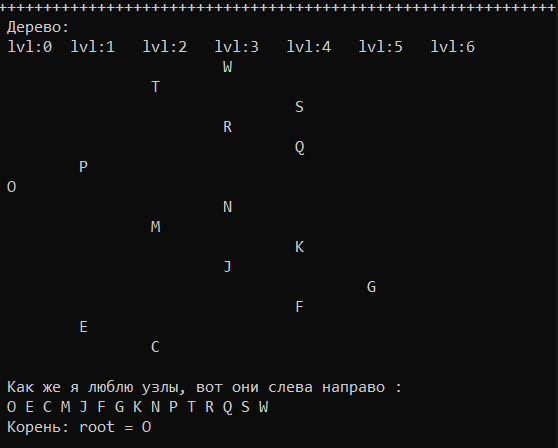 ++++++++++++++++++++++++++++++++++++++++++++++++++++++++++++++
Дерево:
lvl:0  lvl:1   lvl:2   lvl:3   lvl:4   lvl:5   lvl:6
                        W
                T
                                S
                        R
                                Q
        P
O
                        N
                M
                                K
                        J
                                        G
                                F
        E
                C
Как же я люблю узлы, вот они слева направо :
O E C M J F G K N P T R Q S W
Корень: root = O